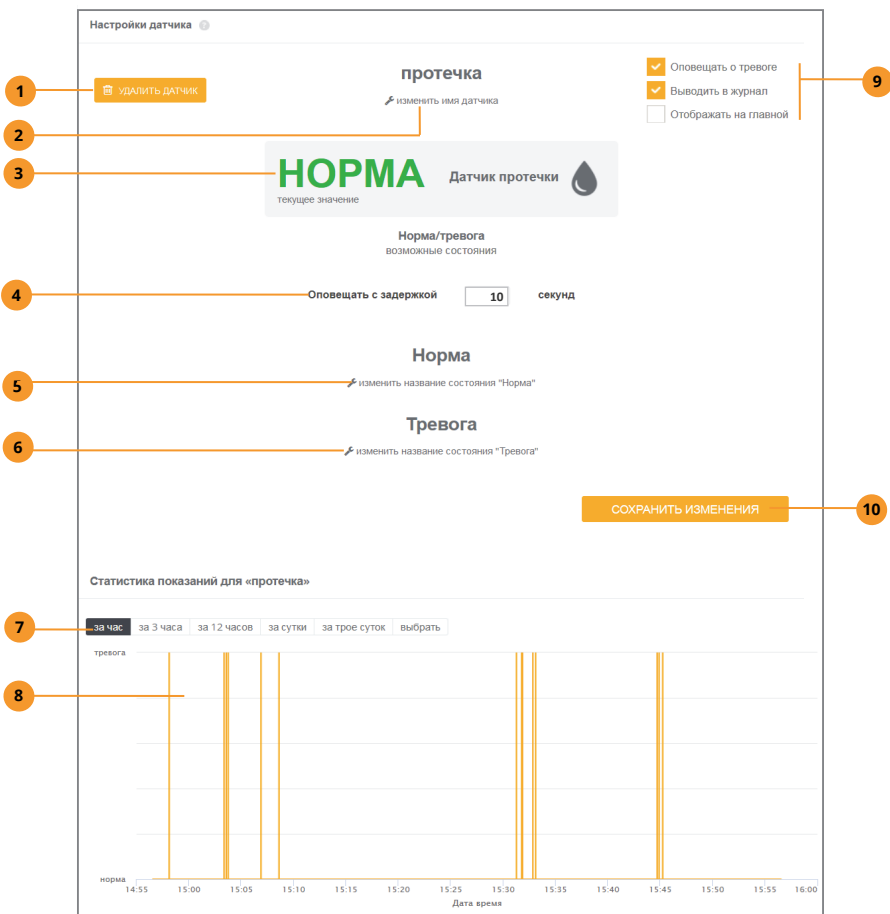 Настройки датчика ?
1
УДАЛИТЬ ДАТЧИК
протечка
изменить имя датчика
2
Оповещать о тревоге
Выводить в журнал
Отображать на главной
9
3
НОРМА
текущее значение
Датчик протечки
Норма/тревога
возможные состояния
4
Оповещать с задержкой 10 секунд
Норма
5
изменить название состояния "Норма"
Тревога
6
изменить название состояния "Тревога"
СОХРАНИТЬ ИЗМЕНЕНИЯ
10
Статистика показаний для «протечка»
7
за час за 3 часа за 12 часов за сутки за трое суток выбрать
тревога
8
норма
14:55 15:00 15:05 15:10 15:15 15:20 15:25 15:30 15:35 15:40 15:45 15:50 15:55 16:00
Дата время